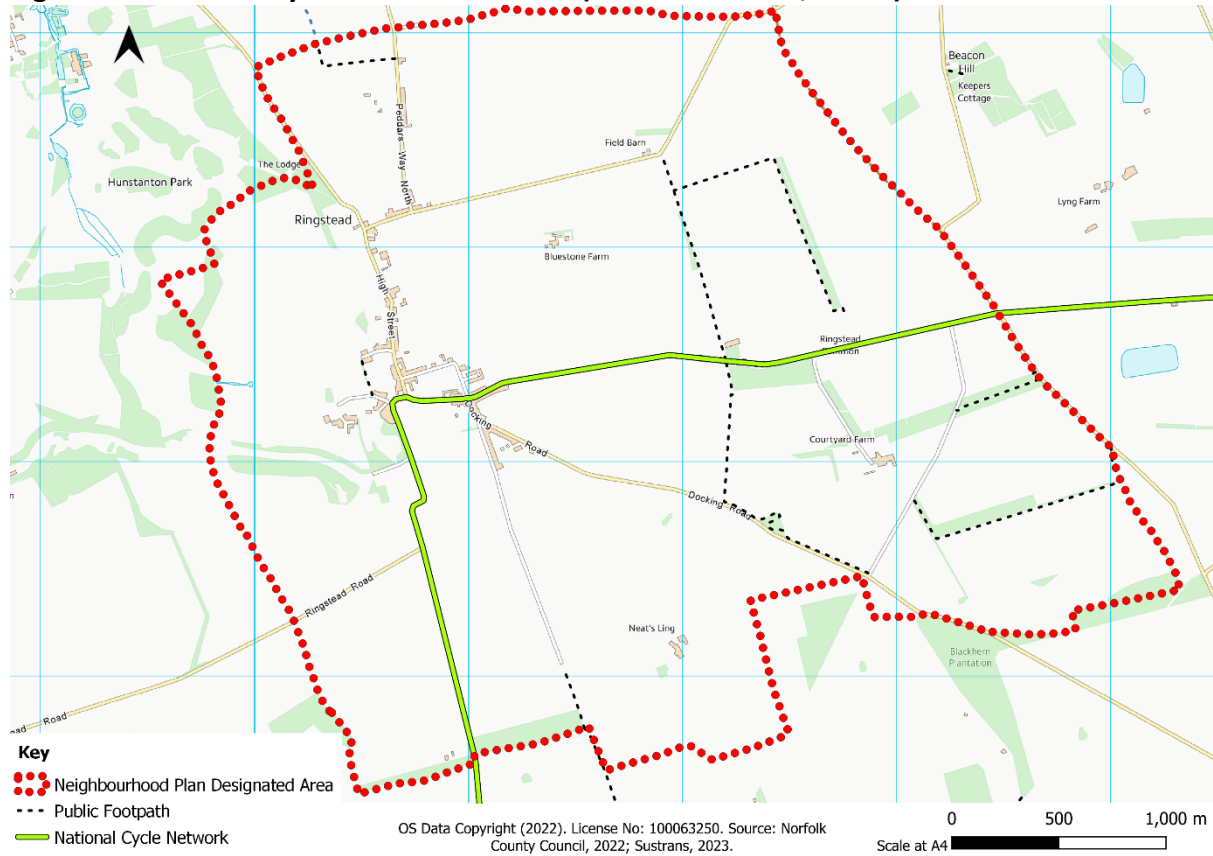 Beacon
Hill
Keepers
Cottage
Peddars Way North
Field Barn
The Lodge
Hunstanton Park
Lyng Farm
Ringstead
Bluestone Farm
High Street
Ringstead
Docking Road
Courtyard Farm
Docking Road
Ringstead Road
Neat's Ling
Blackhern
Plantation
Road
Key
Neighbourhood Plan Designated Area
Public Footpath
National Cycle Network
OS Data Copyright (2022). License No: 100063250. Source: Norfolk
County Council, 2022; Sustrans, 2023.
0 500 1,000 m
Scale at A4